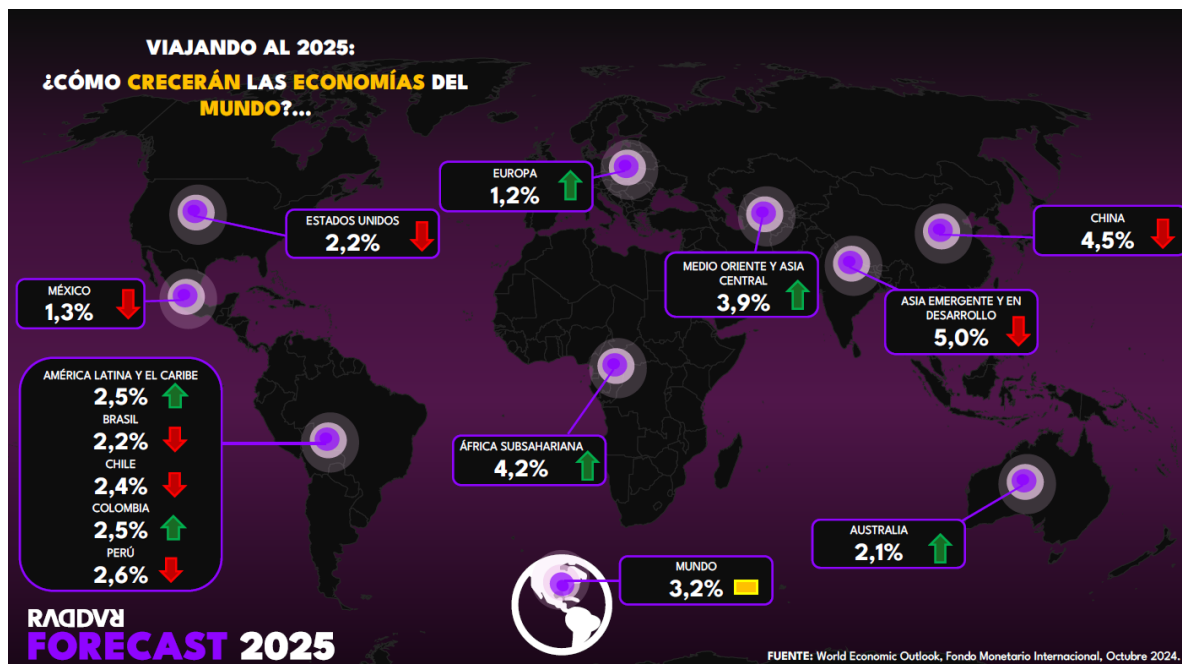 VIAJANDO AL 2025:
¿CÓMO CRECERÁN LAS ECONOMÍAS DEL
MUNDO?...
EUROPA
1,2%
ESTADOS UNIDOS
2,2%
CHINA
4,5%
MEDIO ORIENTE Y ASIA
CENTRAL
3,9%
MÉXICO
1,3%
ASIA EMERGENTE Y EN
DESARROLLO
5,0%
AMÉRICA LATINA Y EL CARIBE
2,5%
BRASIL
2,2%
CHILE
2,4%
COLOMBIA
2,5%
PERÚ
2,6%
ÁFRICA SUBSAHARIANA
4,2%
AUSTRALIA
2,1%
MUNDO
3,2%
RADDAR
FORECAST 2025
FUENTE: World Economic Outlook, Fondo Monetario Internacional, Octubre 2024.